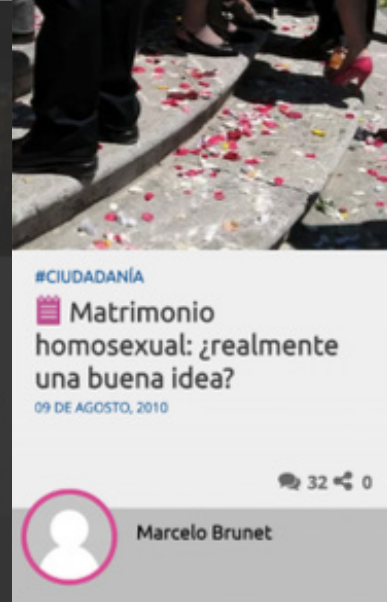 #CIUDADANÍA
Matrimonio
homosexual: ¿realmente
una buena idea?
09 DE AGOSTO, 2010
32 0
Marcelo Brunet